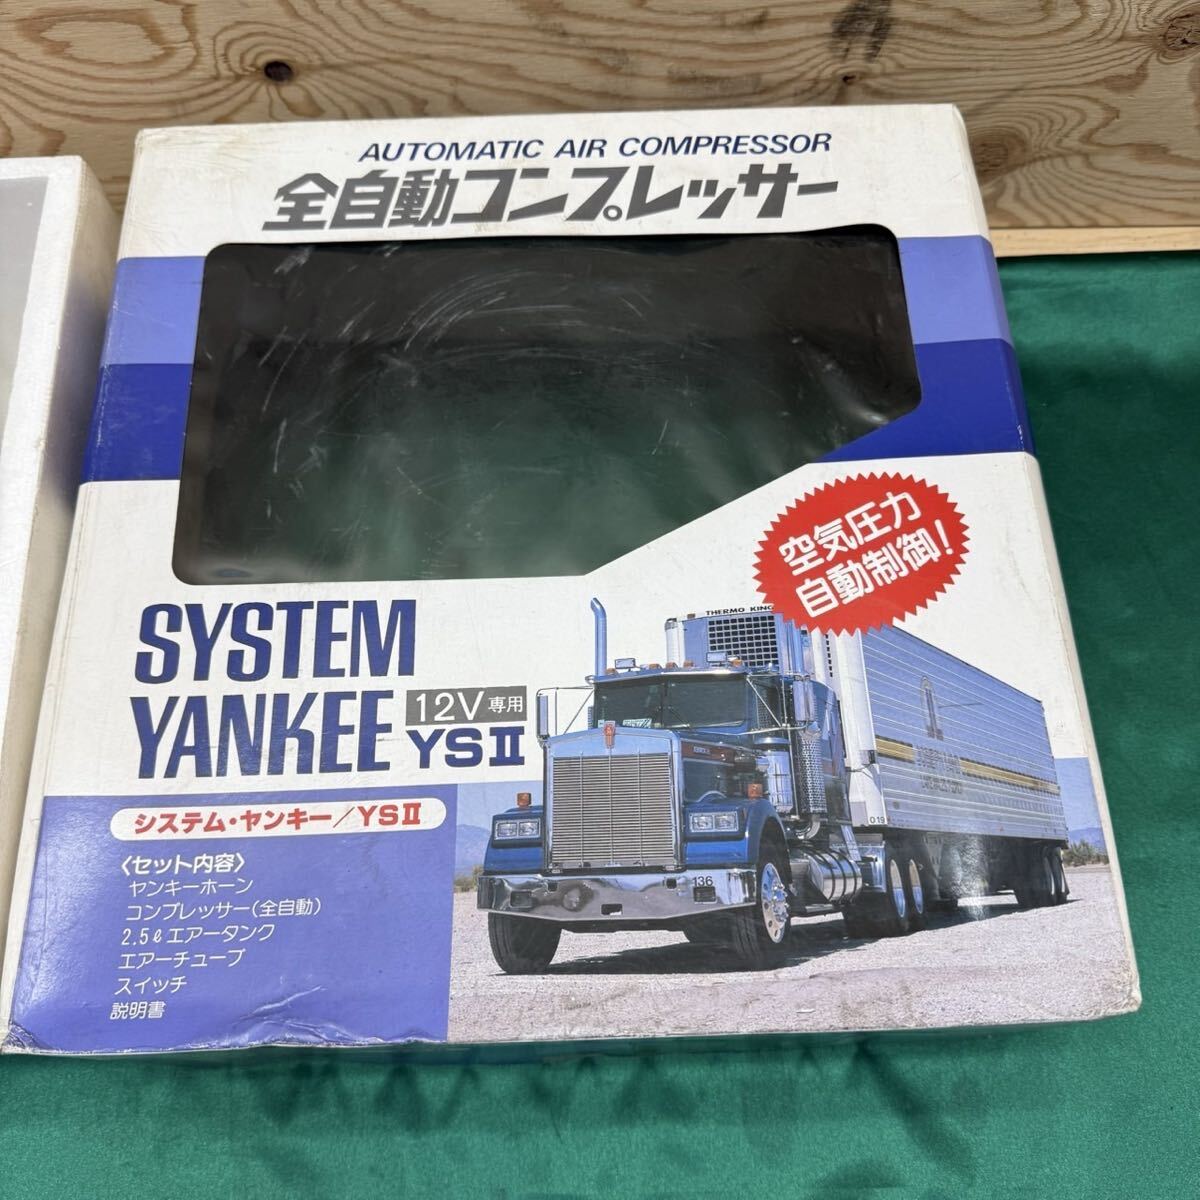 AUTOMATIC AIR COMPRESSOR
全自動コンプレッサー
空気圧力
自動制御!
SYSTEM
YANKEE
12V専用
YSⅡ
システム・ヤンキー/YSⅡ
〈セット内容〉
ヤンキーホーン
コンプレッサー(全自動)
2.5ℓエアータンク
エアーチューブ
スイッチ
説明書
THERMO KING
019
136